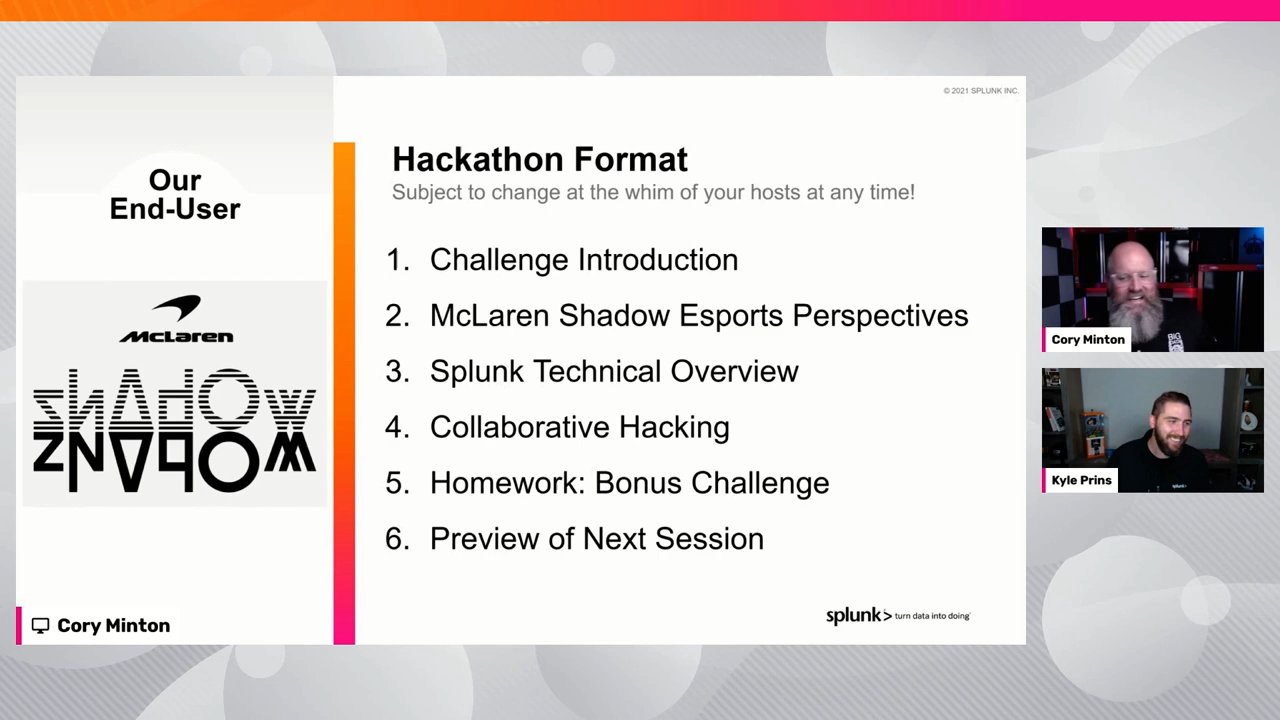 © 2021 SPLUNK INC.
Our
End-User
McLaren
SHADOW
Hackathon Format
Subject to change at the whim of your hosts at any time!
1. Challenge Introduction
2. McLaren Shadow Esports Perspectives
3. Splunk Technical Overview
4. Collaborative Hacking
5. Homework: Bonus Challenge
6. Preview of Next Session
splunk> turn data into doing
Cory Minton
Cory Minton
Kyle Prins